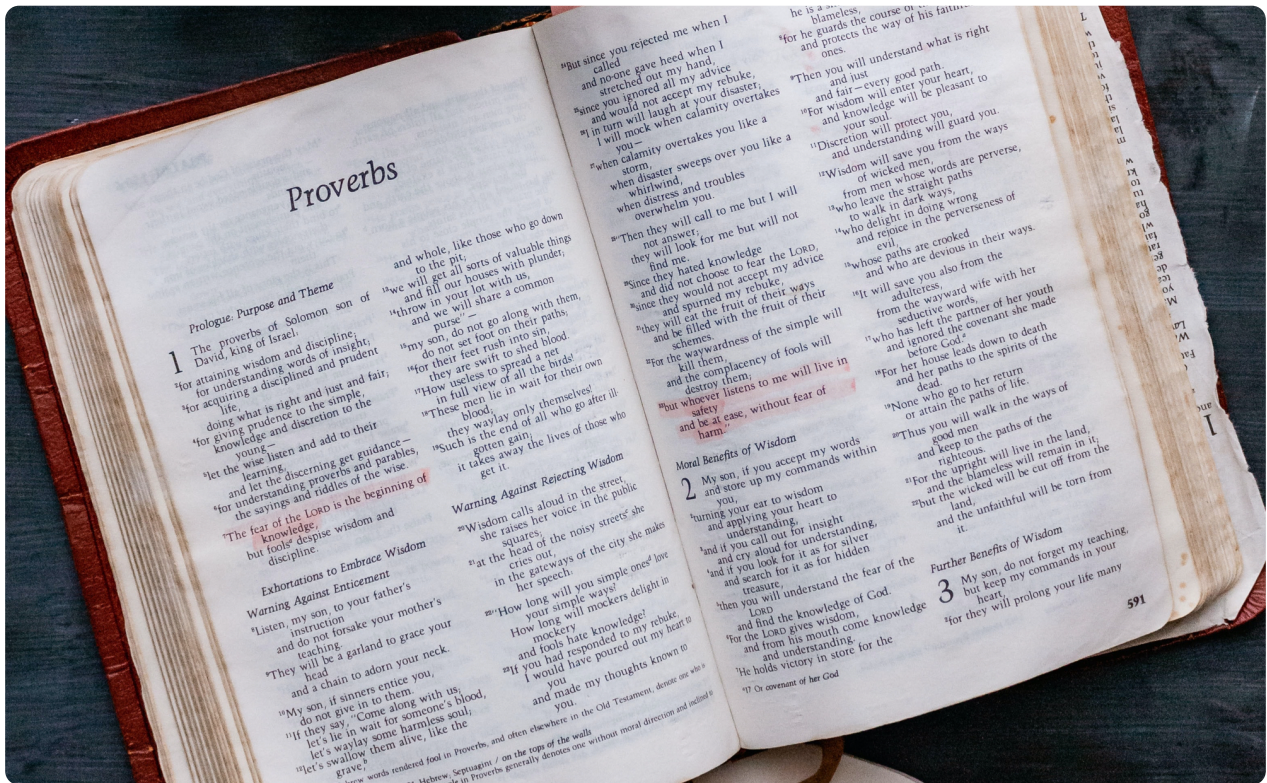 Proverbs
Prologue: Purpose and Theme
1 The proverbs of Solomon son of
David, king of Israel:
²for attaining wisdom and discipline;
for understanding words of insight;
³for acquiring a disciplined and prudent
life,
doing what is right and just and fair;
⁴for giving prudence to the simple,
knowledge and discretion to the
young—
⁵let the wise listen and add to their
learning,
and let the discerning get guidance—
⁶for understanding proverbs and parables,
the sayings and riddles of the wise.
⁷The fear of the LORD is the beginning of
knowledge,
but foolsᵃ despise wisdom and
discipline.
Exhortations to Embrace Wisdom
Warning Against Enticement
⁸Listen, my son, to your father's
instruction
and do not forsake your mother's
teaching.
⁹They will be a garland to grace your
head
and a chain to adorn your neck.
¹⁰My son, if sinners entice you,
do not give in to them.
¹¹If they say, "Come along with us;
let's lie in wait for someone's blood,
let's waylay some harmless soul;
¹²let's swallow them alive, like the
grave,ᵇ
and whole, like those who go down
to the pit;
¹³we will get all sorts of valuable things
and fill our houses with plunder;
¹⁴throw in your lot with us,
and we will share a common
purse"—
¹⁵my son, do not go along with them,
do not set foot on their paths;
¹⁶for their feet rush into sin,
they are swift to shed blood.
¹⁷How useless to spread a net
in full view of all the birds!
¹⁸These men lie in wait for their own
blood;
they waylay only themselves!
¹⁹Such is the end of all who go after ill-
gotten gain;
it takes away the lives of those who
get it.
Warning Against Rejecting Wisdom
²⁰Wisdom calls aloud in the street,
she raises her voice in the public
squares;
²¹at the head of the noisy streetsᶜ she
cries out,
in the gateways of the city she makes
her speech:
²²"How long will you simple onesᵈ love
your simple ways?
How long will mockers delight in
mockery
and fools hate knowledge?
²³If you had responded to my rebuke,
I would have poured out my heart to
you
and made my thoughts known to
you.
brew words rendered fool in Proverbs, and often elsewhere in the Old Testament, denote one who is
Hebrew; Septuagint / on the tops of the walls
le in Proverbs generally denotes one without moral direction and inclined to
²⁴But since you rejected me when I
called
and no-one gave heed when I
stretched out my hand,
²⁵since you ignored all my advice
and would not accept my rebuke,
²⁶I in turn will laugh at your disaster;
I will mock when calamity overtakes
you—
²⁷when calamity overtakes you like a
storm,
when disaster sweeps over you like a
whirlwind,
when distress and troubles
overwhelm you.
²⁸"Then they will call to me but I will
not answer;
they will look for me but will not
find me.
²⁹Since they hated knowledge
and did not choose to fear the LORD,
³⁰since they would not accept my advice
and spurned my rebuke,
³¹they will eat the fruit of their ways
and be filled with the fruit of their
schemes.
³²For the waywardness of the simple will
kill them,
and the complacency of fools will
destroy them;
³³but whoever listens to me will live in
safety
and be at ease, without fear of
harm."
Moral Benefits of Wisdom
2 My son, if you accept my words
and store up my commands within
you,
²turning your ear to wisdom
and applying your heart to
understanding,
³and if you call out for insight
and cry aloud for understanding,
⁴and if you look for it as for silver
and search for it as for hidden
treasure,
⁵then you will understand the fear of the
LORD
and find the knowledge of God.
⁶For the LORD gives wisdom,
and from his mouth come knowledge
and understanding.
⁷He holds victory in store for the
ᵃ17 Or covenant of her God
he is a
blameless,
⁸for he guards the course of
and protects the way of his
ones.
⁹Then you will understand what is right
and just
and fair—every good path.
¹⁰For wisdom will enter your heart,
and knowledge will be pleasant to
your soul.
¹¹Discretion will protect you,
and understanding will guard you.
¹²Wisdom will save you from the ways
of wicked men,
from men whose words are perverse,
¹³who leave the straight paths
to walk in dark ways,
¹⁴who delight in doing wrong
and rejoice in the perverseness of
evil,
¹⁵whose paths are crooked
and who are devious in their ways.
¹⁶It will save you also from the
adulteress,
from the wayward wife with her
seductive words,
¹⁷who has left the partner of her youth
and ignored the covenant she made
before God.ᵃ
¹⁸For her house leads down to death
and her paths to the spirits of the
dead.
¹⁹None who go to her return
or attain the paths of life.
²⁰Thus you will walk in the ways of
good men
and keep to the paths of the
righteous.
²¹For the upright will live in the land,
and the blameless will remain in it;
²²but the wicked will be cut off from the
land,
and the unfaithful will be torn from
it.
Further Benefits of Wisdom
3 My son, do not forget my teaching,
but keep my commands in your
heart,
²for they will prolong your life many
591